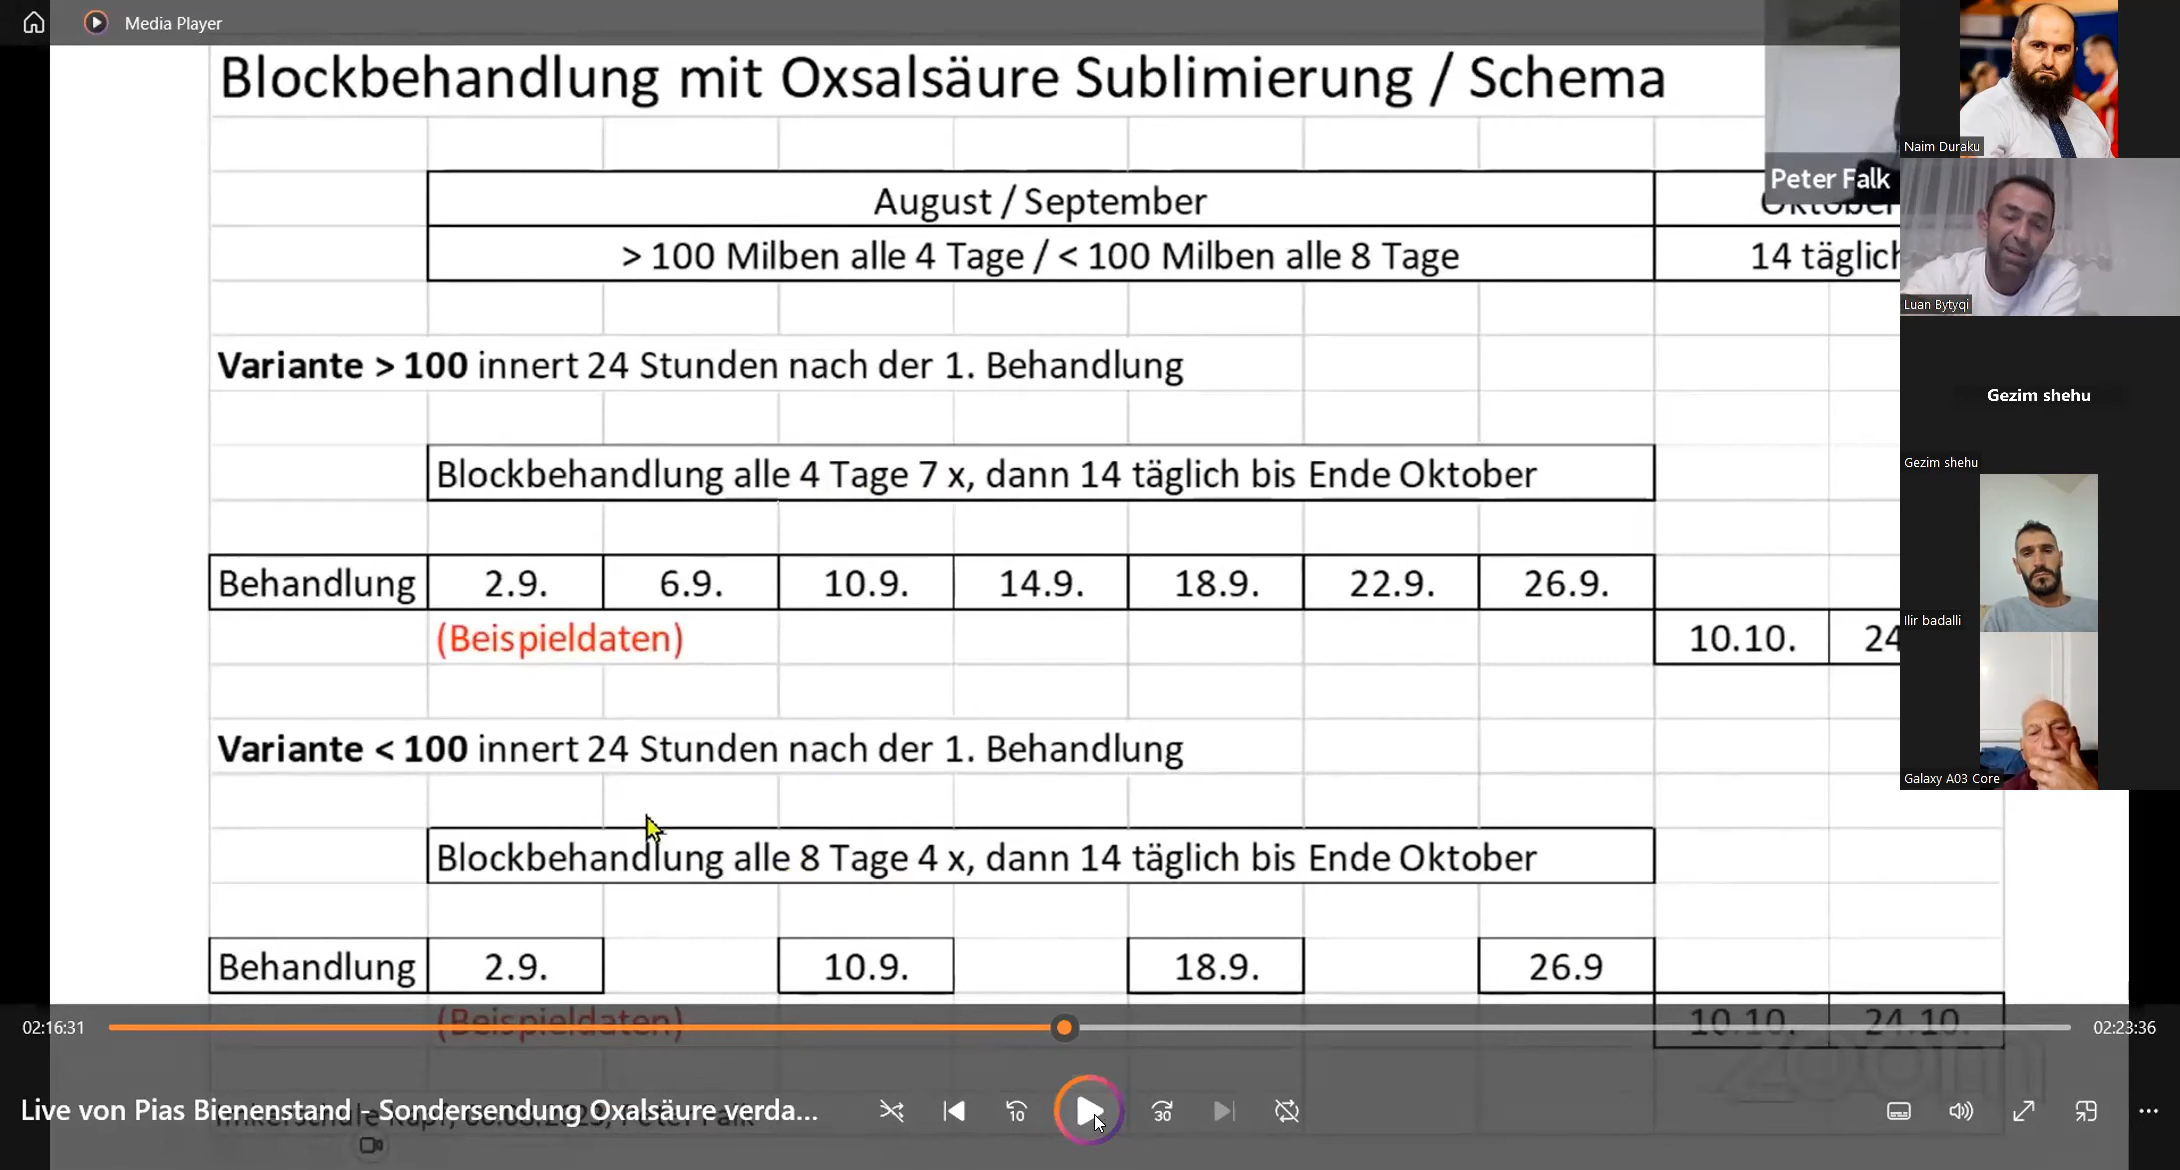 Media Player
Blockbehandlung mit Oxsalsäure Sublimierung / Schema
Naim Duraku
Peter Falk
August / September
Oktober
> 100 Milben alle 4 Tage / < 100 Milben alle 8 Tage
14 täglich
Luan Bytyqi
Variante > 100 innert 24 Stunden nach der 1. Behandlung
Gezim shehu
Gezim shehu
Blockbehandlung alle 4 Tage 7 x, dann 14 täglich bis Ende Oktober
Behandlung 2.9. 6.9. 10.9. 14.9. 18.9. 22.9. 26.9.
(Beispieldaten) 10.10. 24
Ilir badalli
Variante < 100 innert 24 Stunden nach der 1. Behandlung
Galaxy A03 Core
Blockbehandlung alle 8 Tage 4 x, dann 14 täglich bis Ende Oktober
Behandlung 2.9. 10.9. 18.9. 26.9
(Beispieldaten) 10.10. 24.10.
02:16:31 02:23:36
zoom
Live von Pias Bienenstand - Sondersendung Oxalsäure verda...
10 30